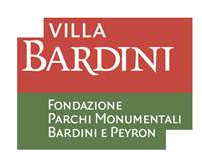 VILLA
BARDINI
FONDAZIONE
PARCHI MONUMENTALI
BARDINI E PEYRON